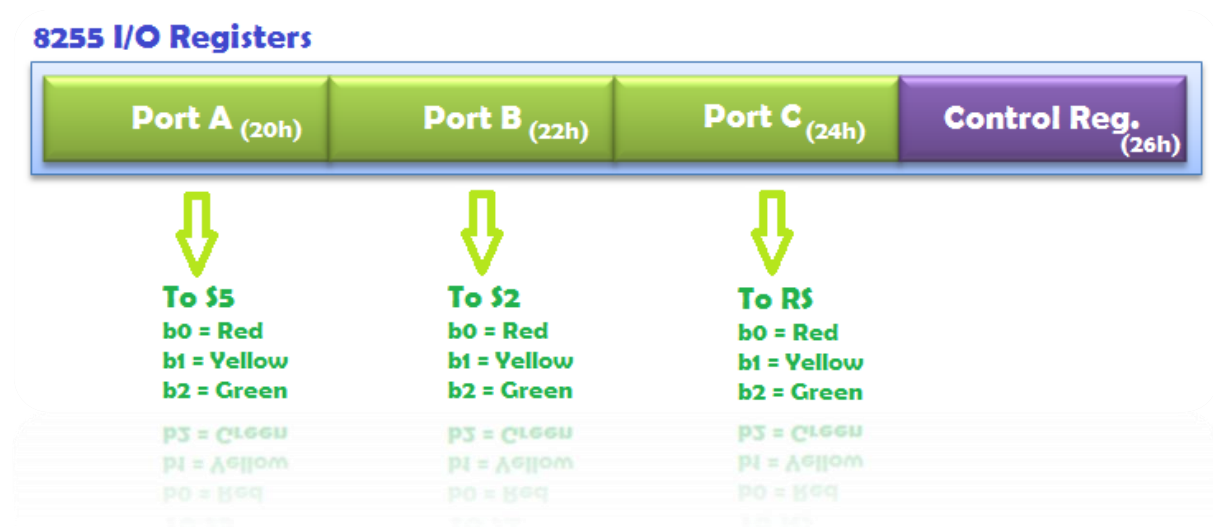 8255 I/O Registers
Port A (20h)
Port B (22h)
Port C (24h)
Control Reg. (26h)
To S5
b0 = Red
b1 = Yellow
b2 = Green
To S2
b0 = Red
b1 = Yellow
b2 = Green
To RS
b0 = Red
b1 = Yellow
b2 = Green